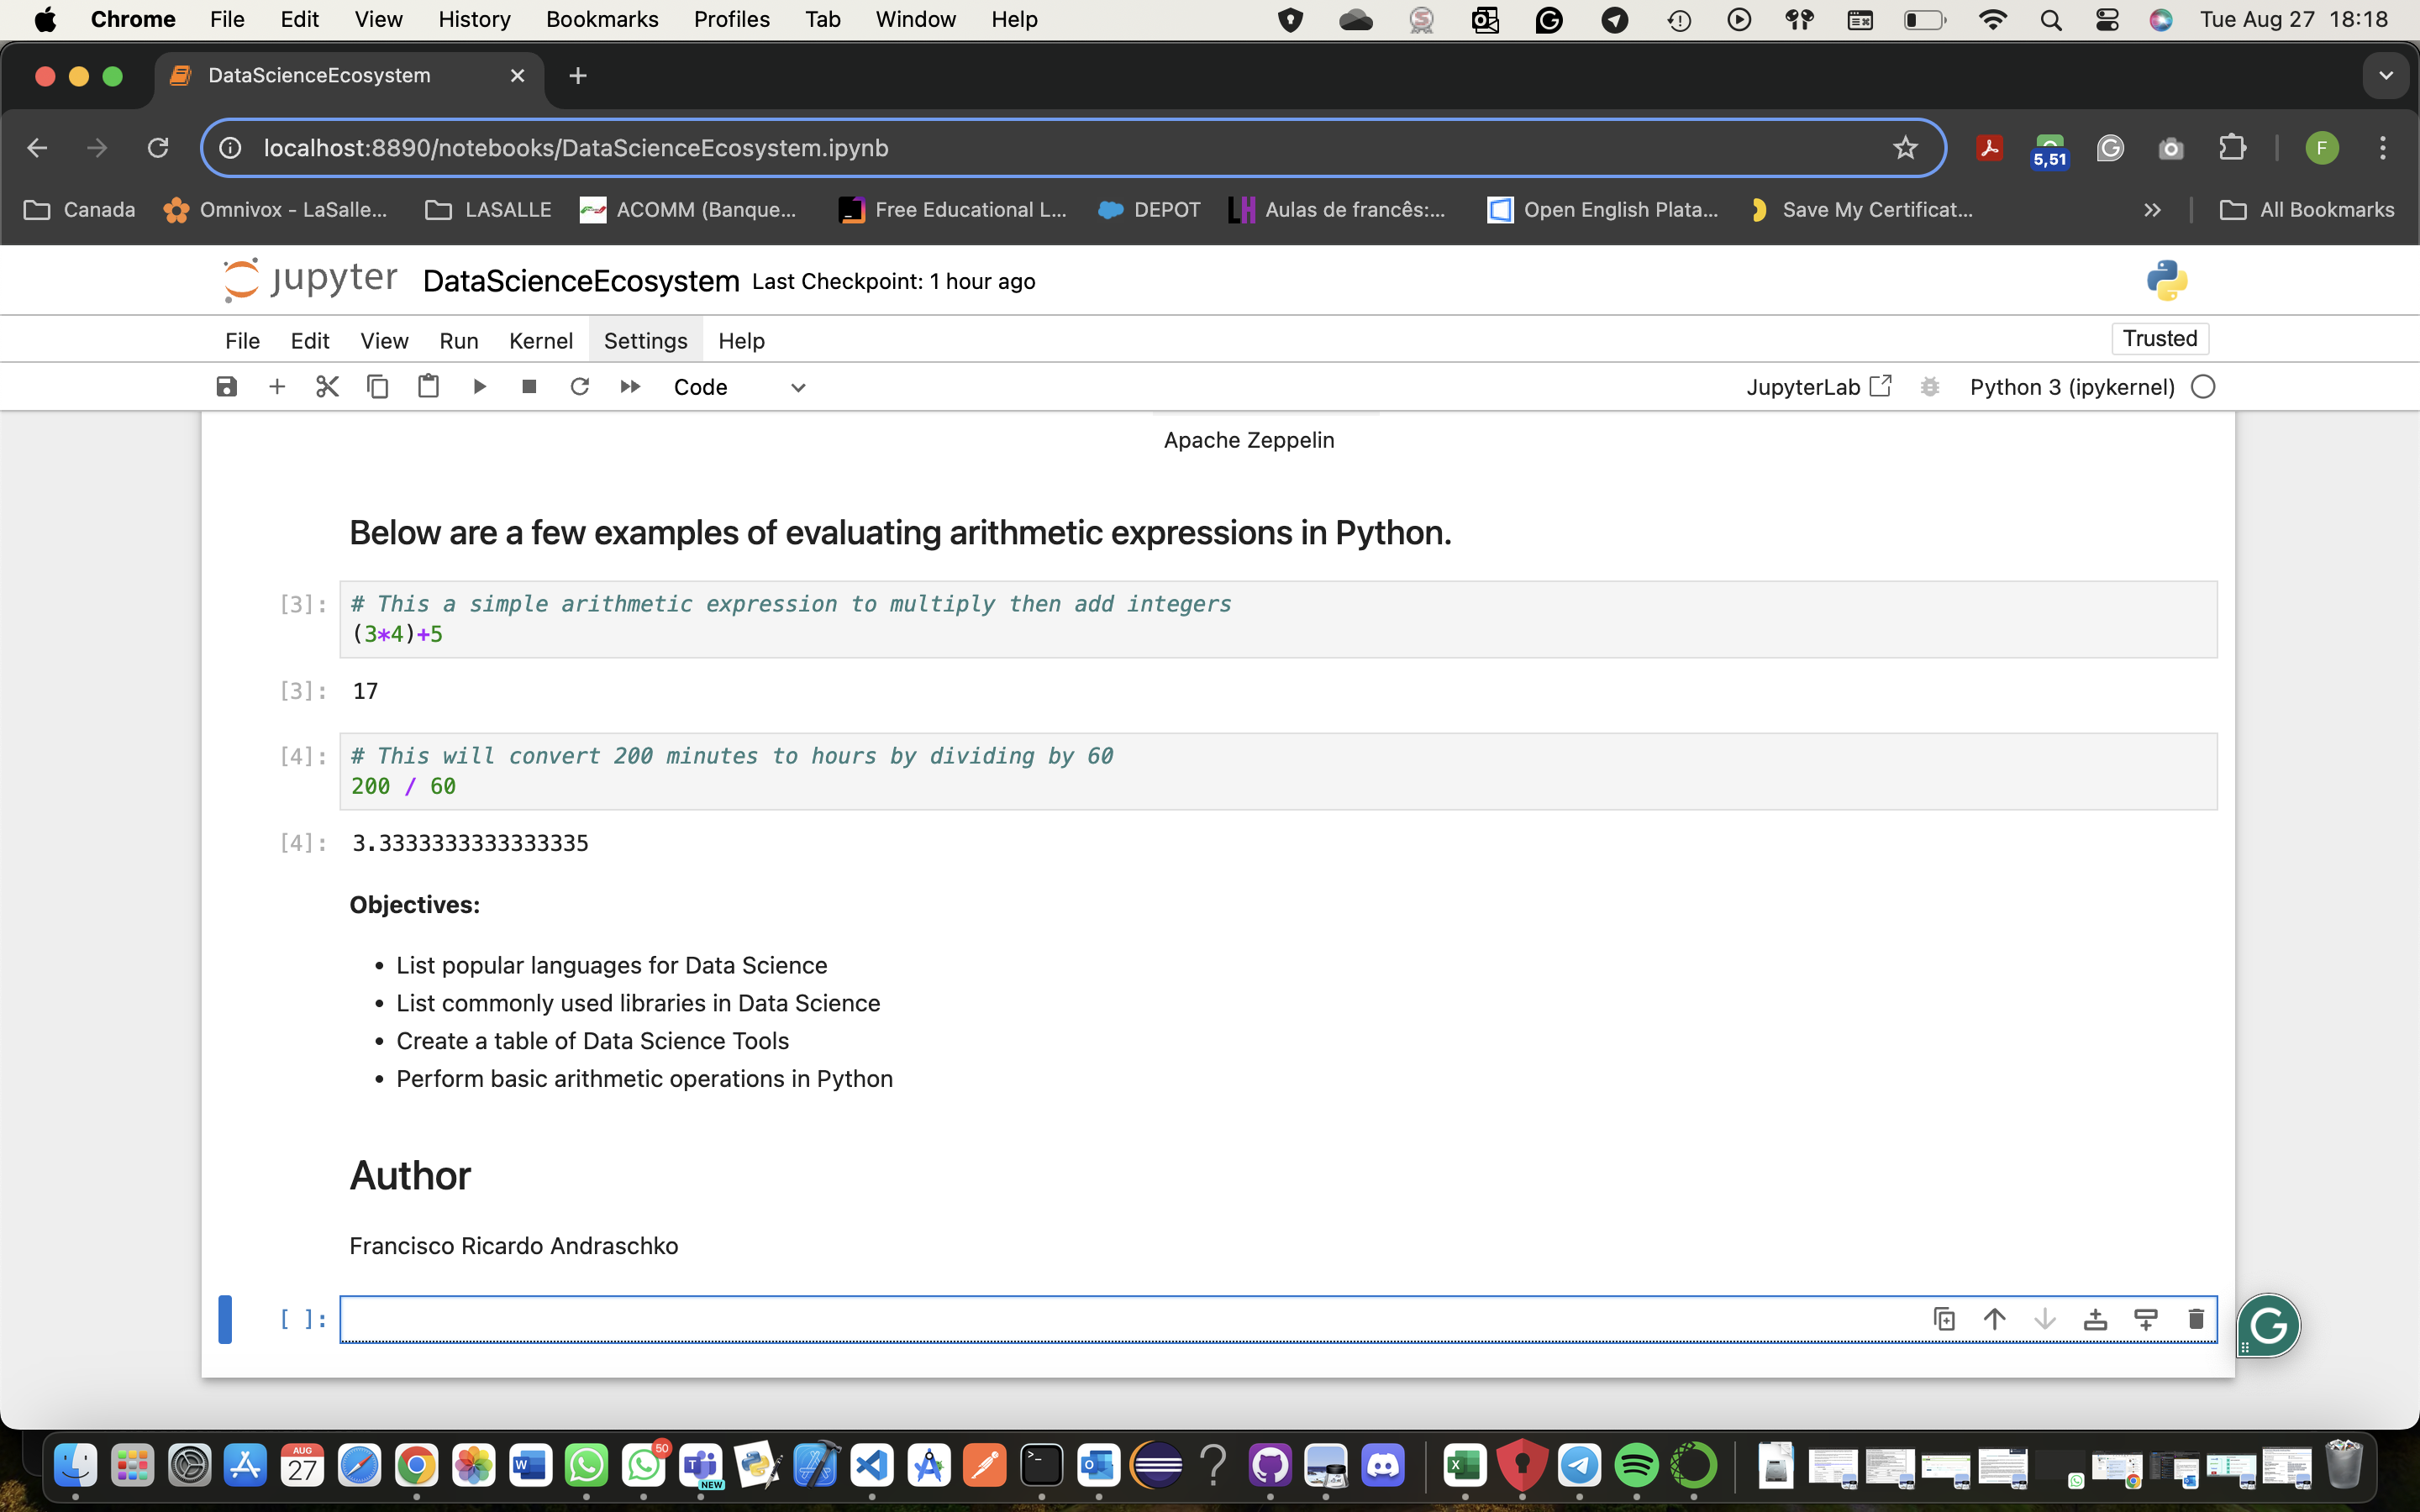 Chrome File Edit View History Bookmarks Profiles Tab Window Help Tue Aug 27 18:18
DataScienceEcosystem
localhost:8890/notebooks/DataScienceEcosystem.ipynb 5,51 F
Canada Omnivox - LaSalle... LASALLE ACOMM (Banque... Free Educational L... DEPOT Aulas de francês:... Open English Plata... Save My Certificat... All Bookmarks
jupyter DataScienceEcosystem Last Checkpoint: 1 hour ago
File Edit View Run Kernel Settings Help Trusted
Code JupyterLab Python 3 (ipykernel)
Apache Zeppelin
Below are a few examples of evaluating arithmetic expressions in Python.
[3]: # This a simple arithmetic expression to multiply then add integers
(3*4)+5
[3]: 17
[4]: # This will convert 200 minutes to hours by dividing by 60
200 / 60
[4]: 3.3333333333333335
Objectives:
• List popular languages for Data Science
• List commonly used libraries in Data Science
• Create a table of Data Science Tools
• Perform basic arithmetic operations in Python
Author
Francisco Ricardo Andraschko
[ ]:
AUG
27
50
NEW